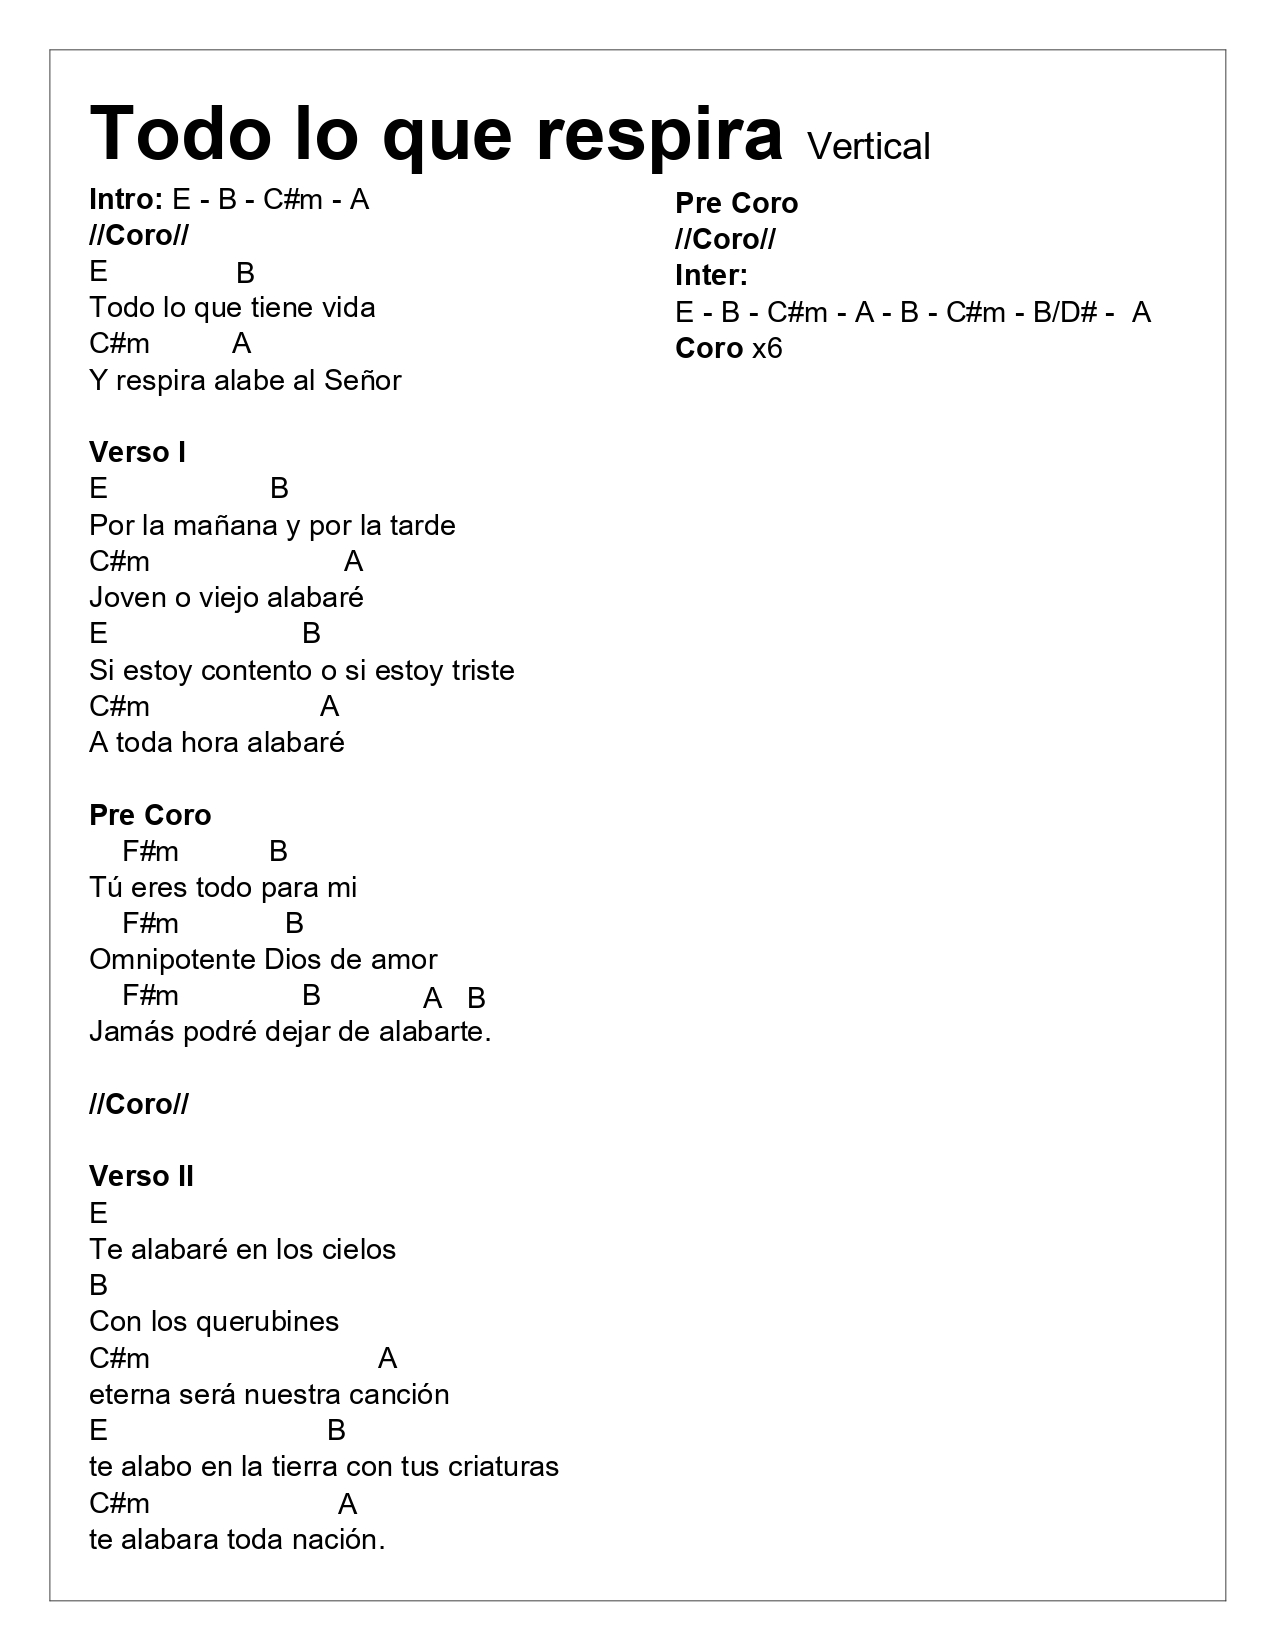 Todo lo que respira Vertical
Intro: E - B - C#m - A
//Coro//
E B
Todo lo que tiene vida
C#m A
Y respira alabe al Señor
Verso I
E B
Por la mañana y por la tarde
C#m A
Joven o viejo alabaré
E B
Si estoy contento o si estoy triste
C#m A
A toda hora alabaré
Pre Coro
F#m B
Tú eres todo para mi
F#m B
Omnipotente Dios de amor
F#m B A B
Jamás podré dejar de alabarte.
//Coro//
Verso II
E
Te alabaré en los cielos
B
Con los querubines
C#m A
eterna será nuestra canción
E B
te alabo en la tierra con tus criaturas
C#m A
te alabara toda nación.
Pre Coro
//Coro//
Inter:
E - B - C#m - A - B - C#m - B/D# - A
Coro x6